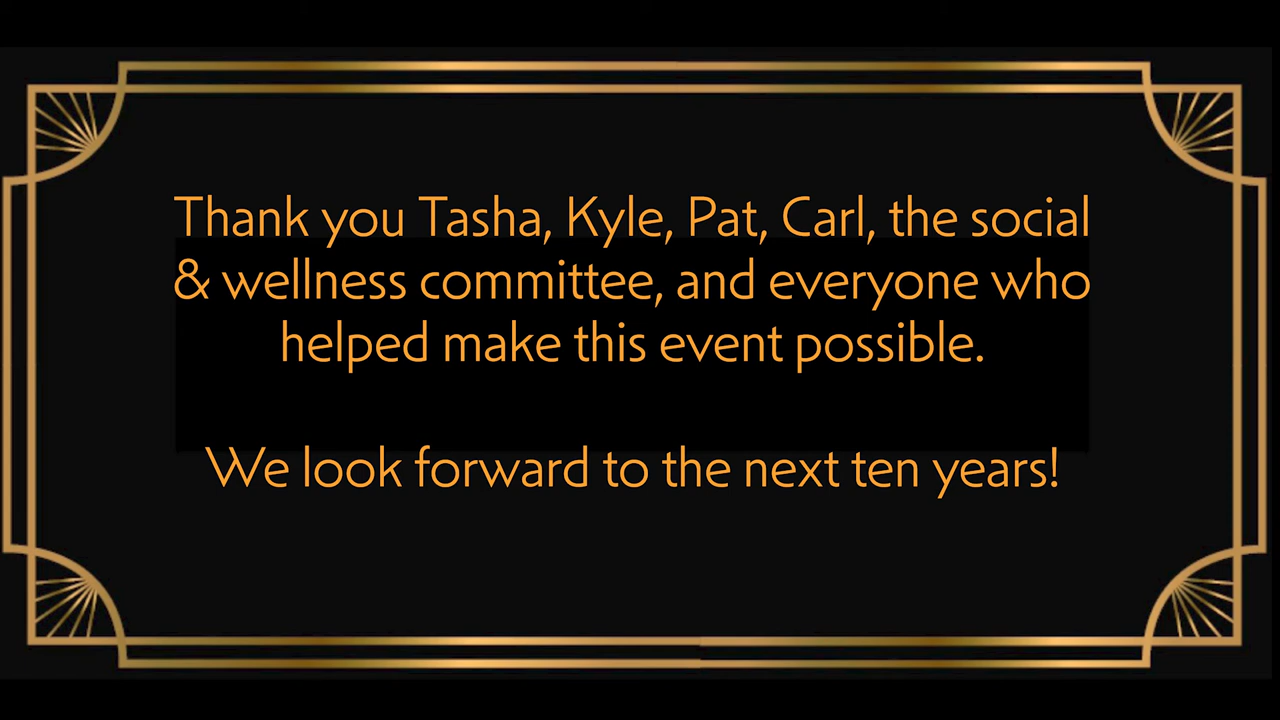 Thank you Tasha, Kyle, Pat, Carl, the social
& wellness committee, and everyone who
helped make this event possible.
We look forward to the next ten years!